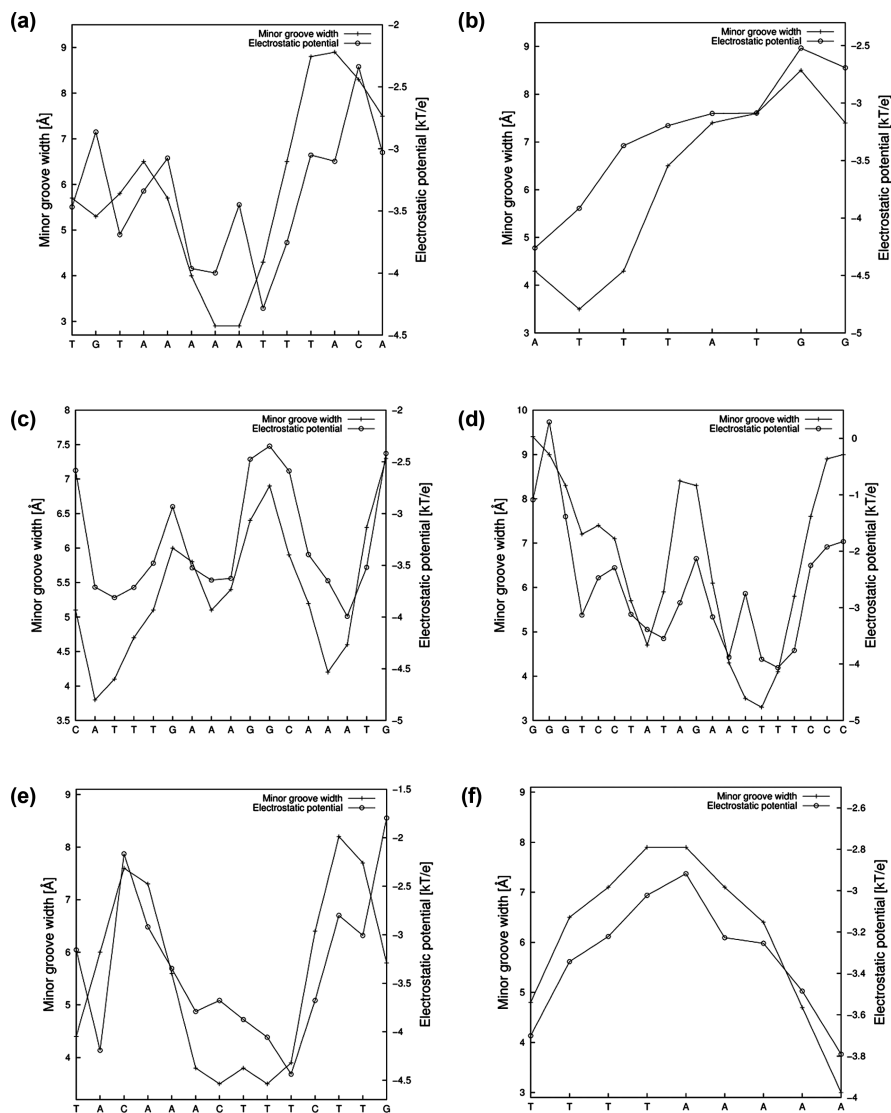 (a)
Minor groove width
Electrostatic potential
Minor groove width [Å]
Electrostatic potential [kT/e]
9
8
7
6
5
4
3
-2
-2.5
-3
-3.5
-4
-4.5
T G T A A A A A T T T A C A
(b)
Minor groove width
Electrostatic potential
Minor groove width [Å]
Electrostatic potential [kT/e]
9
8
7
6
5
4
3
-2.5
-3
-3.5
-4
-4.5
-5
A T T T A T G G
(c)
Minor groove width
Electrostatic potential
Minor groove width [Å]
Electrostatic potential [kT/e]
8
7.5
7
6.5
6
5.5
5
4.5
4
3.5
-2
-2.5
-3
-3.5
-4
-4.5
-5
C A T T T G A A A G G C A A A T G
(d)
Minor groove width
Electrostatic potential
Minor groove width [Å]
Electrostatic potential [kT/e]
10
9
8
7
6
5
4
3
0
-1
-2
-3
-4
-5
G G G T C C T A T A G A A C T T T C C C
(e)
Minor groove width
Electrostatic potential
Minor groove width [Å]
Electrostatic potential [kT/e]
9
8
7
6
5
4
-1.5
-2
-2.5
-3
-3.5
-4
-4.5
T A C A A A C T T T C T T G
(f)
Minor groove width
Electrostatic potential
Minor groove width [Å]
Electrostatic potential [kT/e]
9
8
7
6
5
4
3
-2.6
-2.8
-3
-3.2
-3.4
-3.6
-3.8
-4
T T T T A A A A A